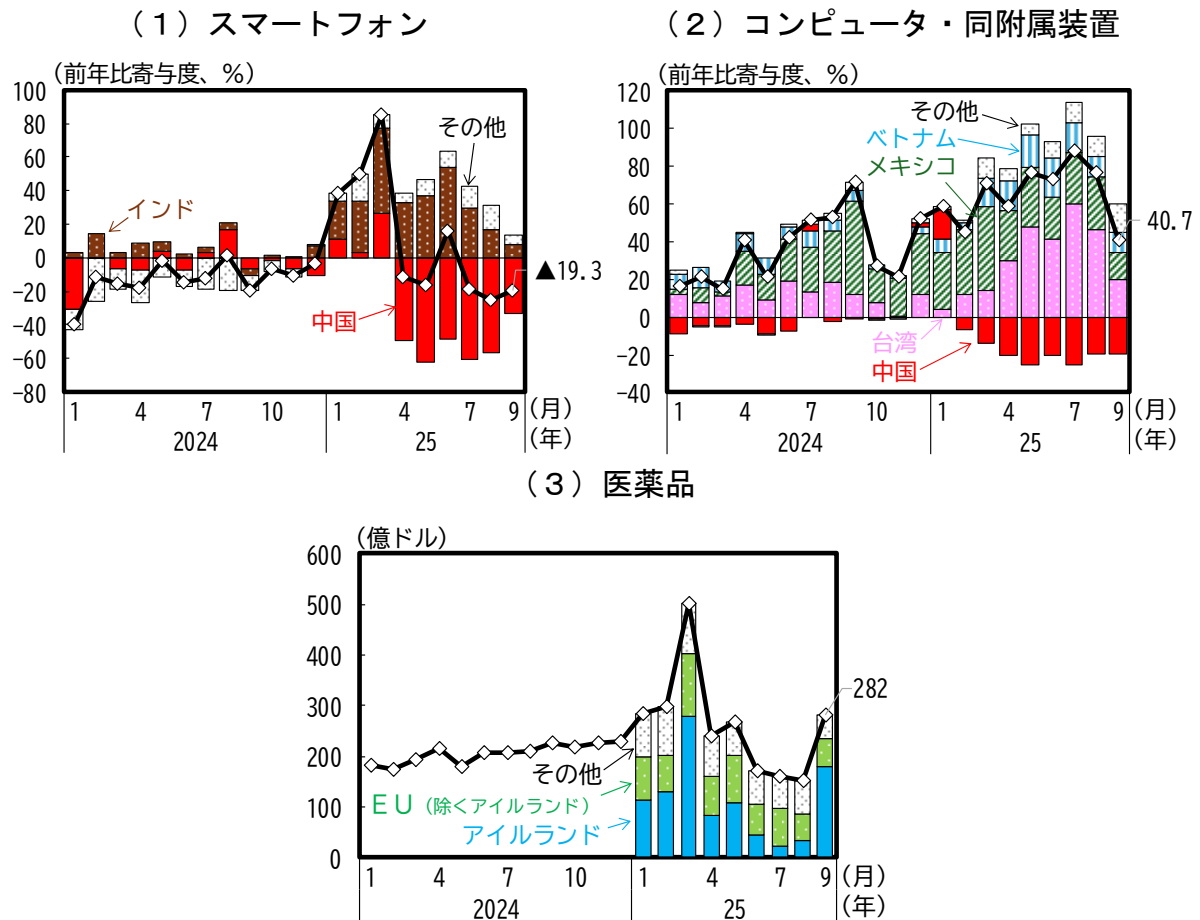 （１）スマートフォン
(前年比寄与度、%)
100
80
60
40
20
0
−20
−40
−60
−80
その他
インド
中国
▲19.3
1 4 7 10 1 4 7 9 (月)
2024 25 (年)
（２）コンピュータ・同附属装置
(前年比寄与度、%)
120
100
80
60
40
20
0
−20
−40
その他
ベトナム
メキシコ
40.7
台湾
中国
1 4 7 10 1 4 7 9 (月)
2024 25 (年)
（３）医薬品
(億ドル)
600
500
400
300
200
100
0
282
その他
ＥＵ（除くアイルランド）
アイルランド
1 4 7 10 1 4 7 9 (月)
2024 25 (年)